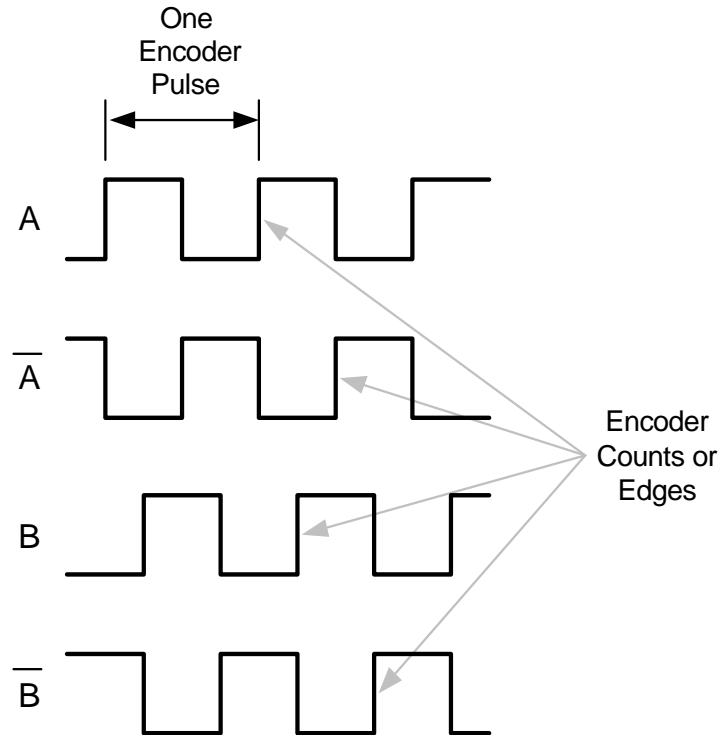 One
Encoder
Pulse
A
A̅
B
B̅
Encoder
Counts or
Edges